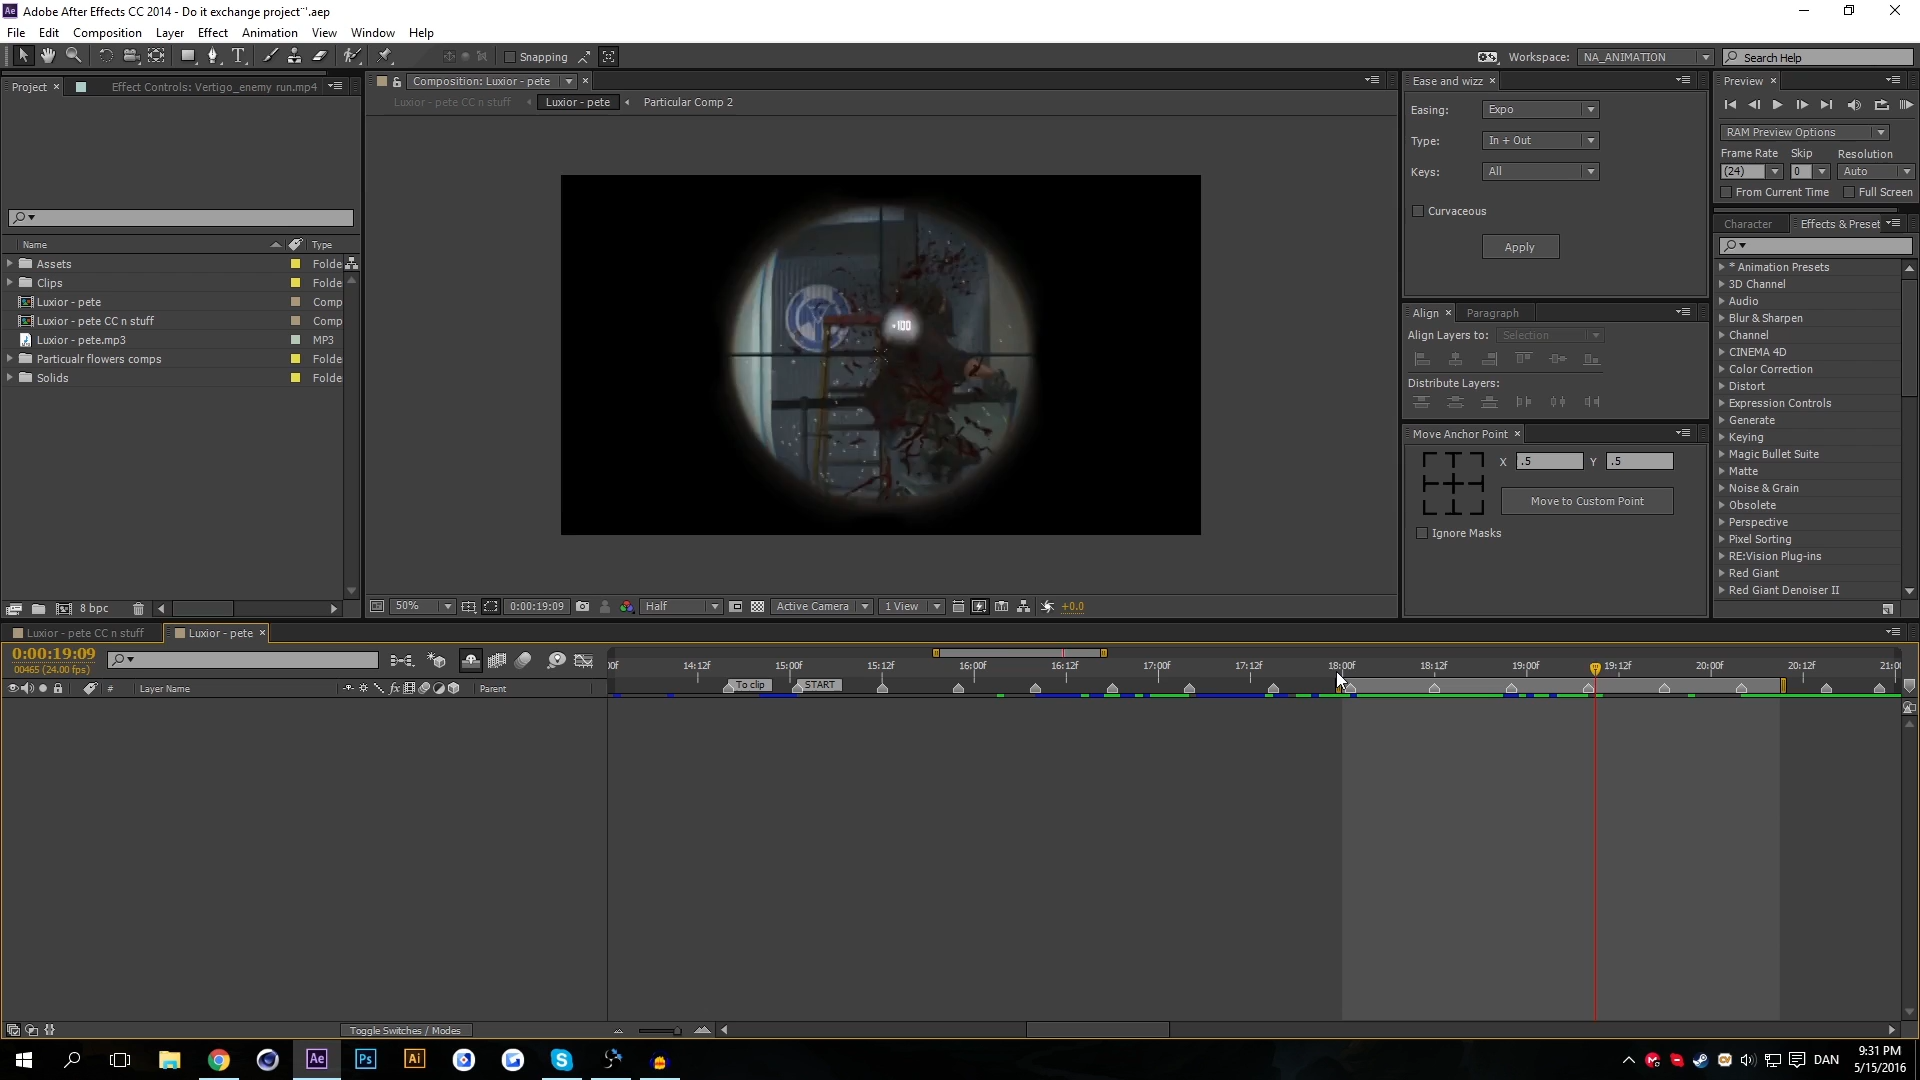 Adobe After Effects CC 2014 - Do it exchange project¨.aep
File Edit Composition Layer Effect Animation View Window Help
Snapping
Workspace: NA_ANIMATION
Search Help
Project × Effect Controls: Vertigo_enemy run.mp4
Composition: Luxior - pete ×
Luxior - pete CC n stuff Luxior - pete Particular Comp 2
Name Type
Assets Folde
Clips Folde
Luxior - pete Comp
Luxior - pete CC n stuff Comp
Luxior - pete.mp3 MP3
Particualr flowers comps Folde
Solids Folde
8 bpc
+100
50% 0:00:19:09 Half Active Camera 1 View +0.0
Ease and wizz ×
Easing: Expo
Type: In + Out
Keys: All
Curvaceous
Apply
Align × Paragraph
Align Layers to: Selection
Distribute Layers:
Move Anchor Point ×
X .5 Y .5
Move to Custom Point
Ignore Masks
Preview ×
RAM Preview Options
Frame Rate Skip Resolution
(24) 0 Auto
From Current Time Full Screen
Character Effects & Preset
* Animation Presets
3D Channel
Audio
Blur & Sharpen
Channel
CINEMA 4D
Color Correction
Distort
Expression Controls
Generate
Keying
Magic Bullet Suite
Matte
Noise & Grain
Obsolete
Perspective
Pixel Sorting
RE:Vision Plug-ins
Red Giant
Red Giant Denoiser II
Luxior - pete CC n stuff Luxior - pete ×
0:00:19:09
00465 (24.00 fps)
00f 14:12f 15:00f 15:12f 16:00f 16:12f 17:00f 17:12f 18:00f 18:12f 19:00f 19:12f 20:00f 20:12f 21:00
# Layer Name fx Parent
To clip START
Toggle Switches / Modes
Ae Ps Ai
DAN
9:31 PM
5/15/2016